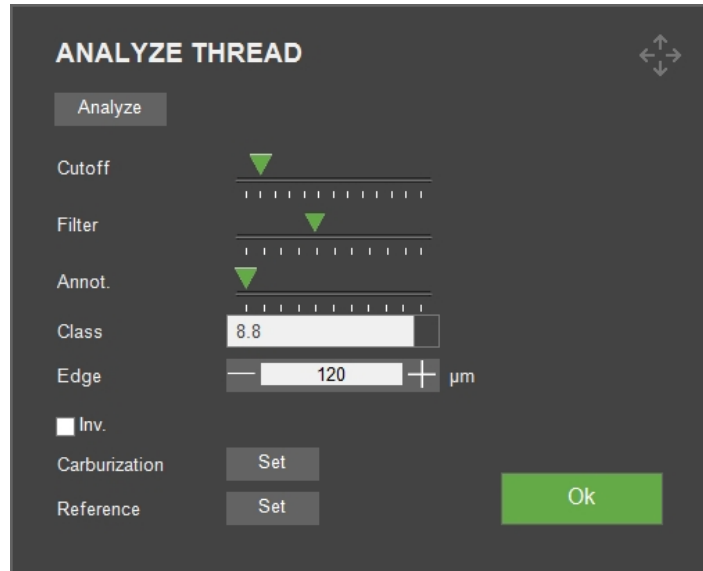 ANALYZE THREAD
Analyze
Cutoff
Filter
Annot.
Class 8.8
Edge 120 μm
Inv.
Carburization Set
Reference Set
Ok